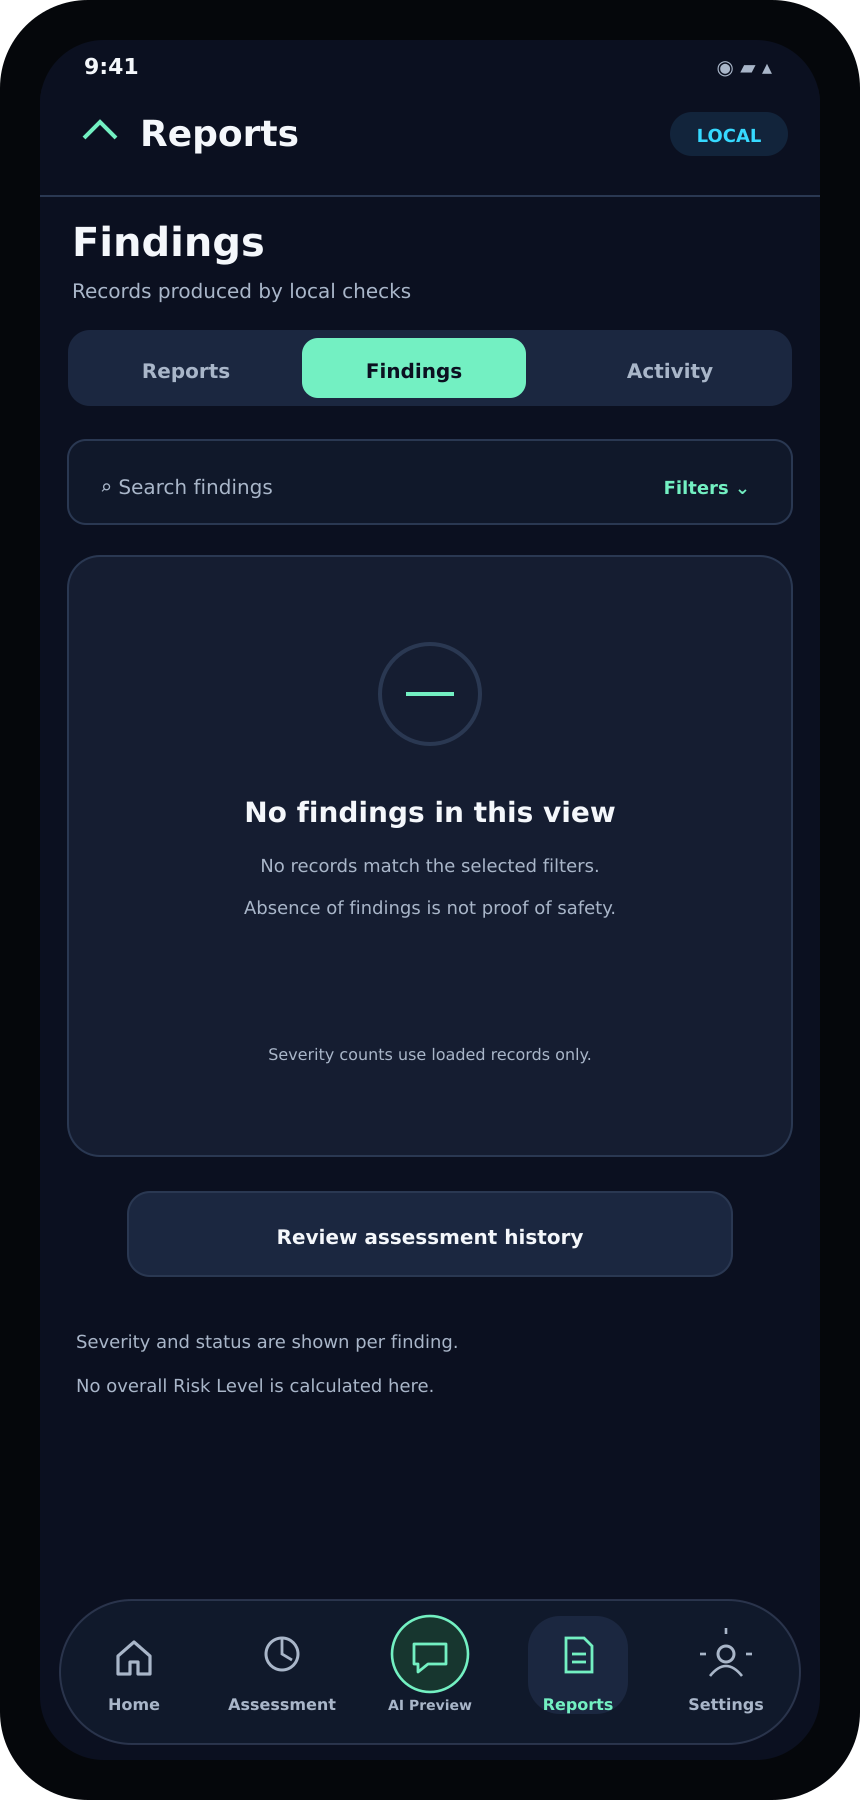 9:41
Reports
LOCAL
Findings
Records produced by local checks
Reports Findings Activity
Search findings Filters
No findings in this view
No records match the selected filters.
Absence of findings is not proof of safety.
Severity counts use loaded records only.
Review assessment history
Severity and status are shown per finding.
No overall Risk Level is calculated here.
Home Assessment AI Preview Reports Settings